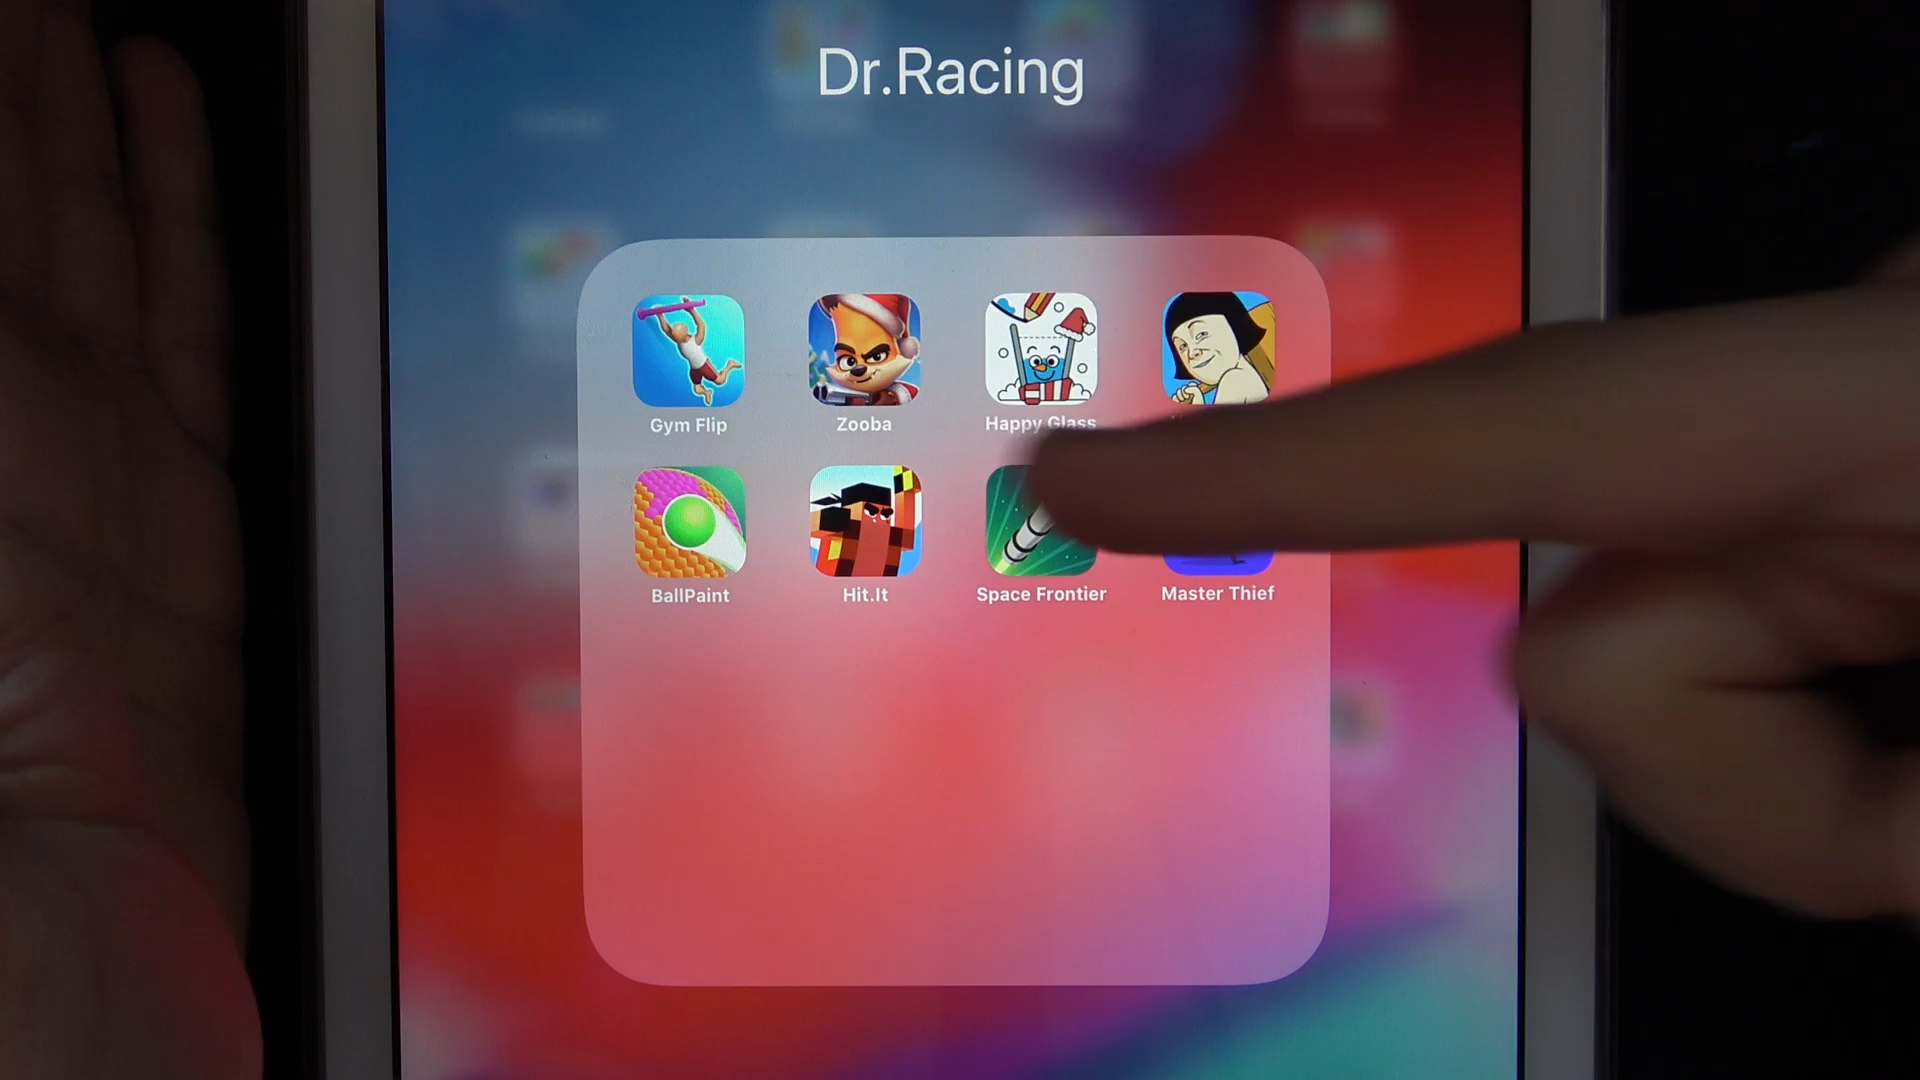 Dr.Racing
Gym Flip
Zooba
Happy Glass
BallPaint
Hit.It
Space Frontier
Master Thief